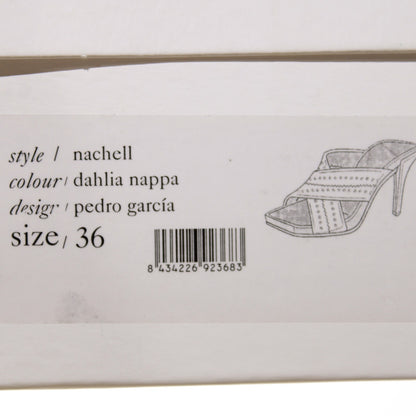 style / nachell
colour / dahlia nappa
design / pedro garcía
size / 36
8 434226 923683